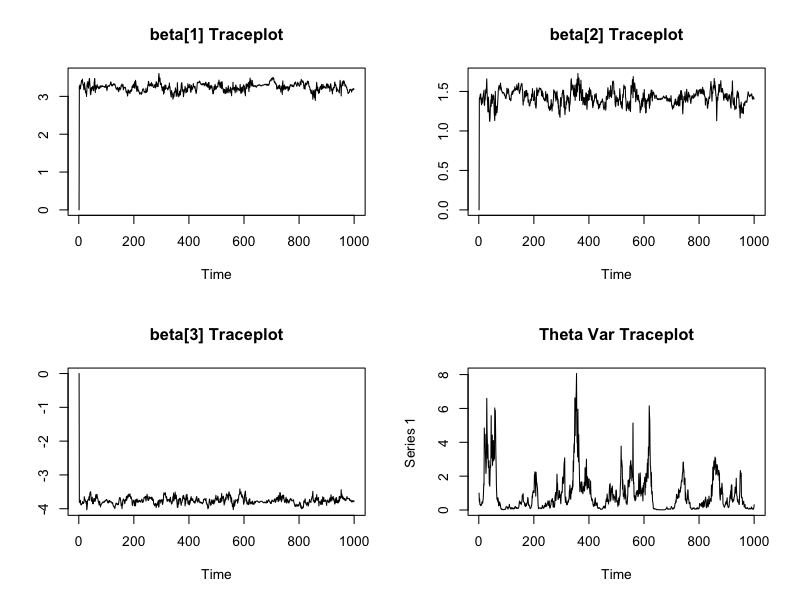 beta[1] Traceplot
3
2
1
0
0 200 400 600 800 1000
Time
beta[2] Traceplot
1.5
1.0
0.5
0.0
0 200 400 600 800 1000
Time
beta[3] Traceplot
0
-1
-2
-3
-4
0 200 400 600 800 1000
Time
Theta Var Traceplot
Series 1
8
6
4
2
0
0 200 400 600 800 1000
Time